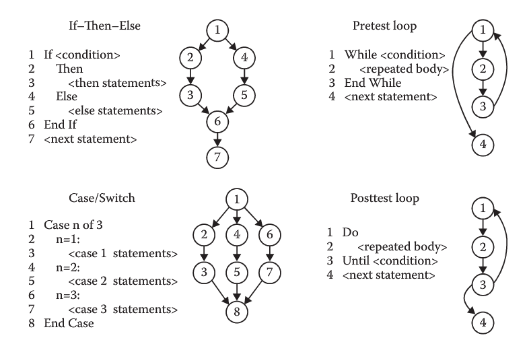 If–Then–Else
1 If <condition>
2 Then
3 <then statements>
4 Else
5 <else statements>
6 End If
7 <next statement>
1
2
4
3
5
6
7
Pretest loop
1 While <condition>
2 <repeated body>
3 End While
4 <next statement>
1
2
3
4
Case/Switch
1 Case n of 3
2 n=1:
3 <case 1 statements>
4 n=2:
5 <case 2 statements>
6 n=3:
7 <case 3 statements>
8 End Case
1
2
4
6
3
5
7
8
Posttest loop
1 Do
2 <repeated body>
3 Until <condition>
4 <next statement>
1
2
3
4